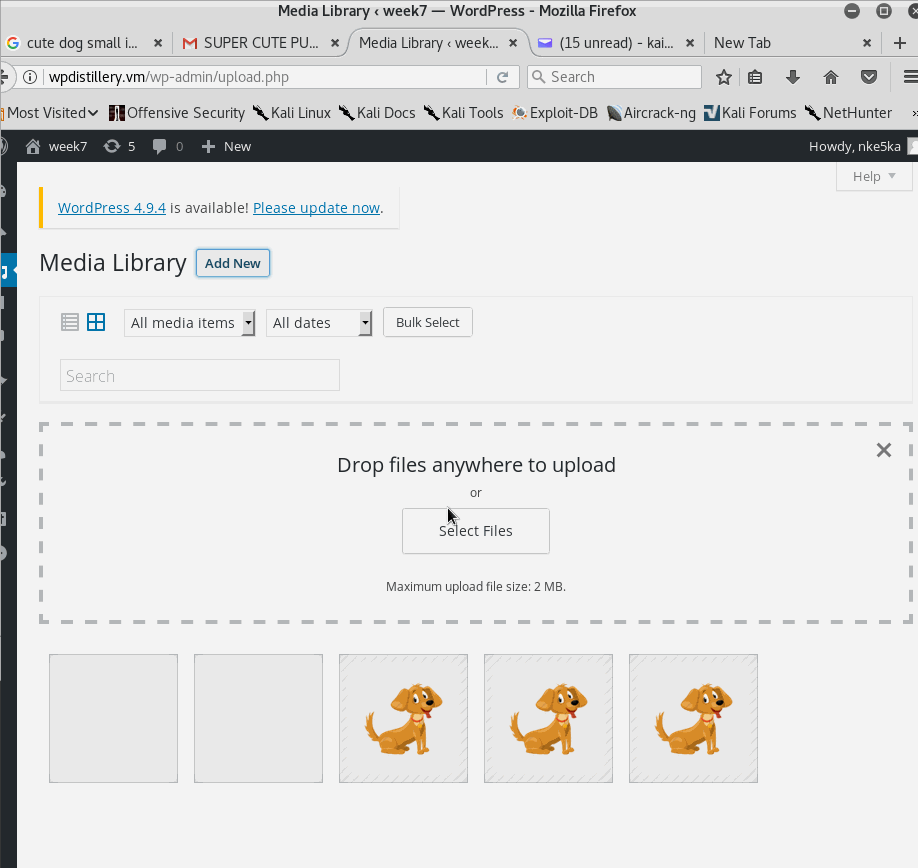 Media Library ‹ week7 — WordPress - Mozilla Firefox
cute dog small i...
SUPER CUTE PU...
Media Library ‹ week...
(15 unread) - kai...
New Tab
wpdistillery.vm/wp-admin/upload.php
Search
Most Visited
Offensive Security
Kali Linux
Kali Docs
Kali Tools
Exploit-DB
Aircrack-ng
Kali Forums
NetHunter
week7
5
0
New
Howdy, nke5ka
Help
WordPress 4.9.4 is available! Please update now.
Media Library
Add New
All media items
All dates
Bulk Select
Search
Drop files anywhere to upload
or
Select Files
Maximum upload file size: 2 MB.